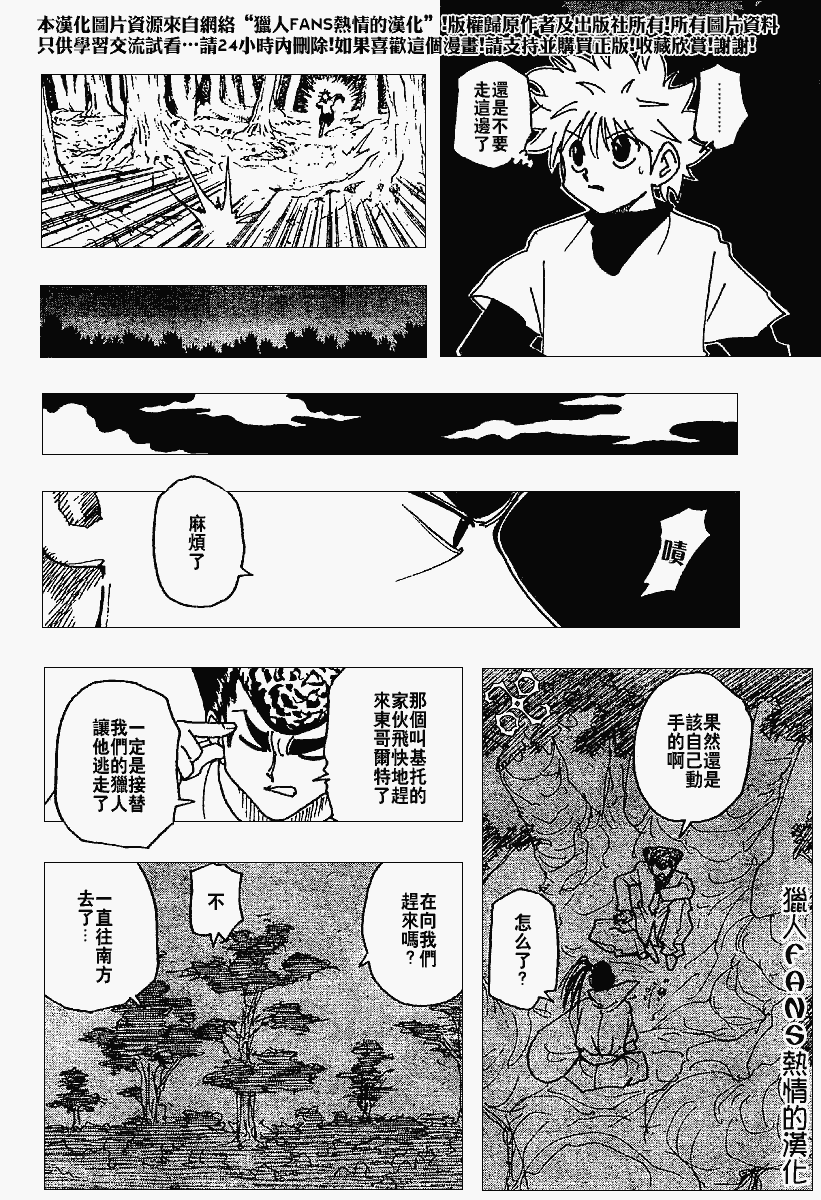 本漢化圖片資源來自網絡“獵人FANS熱情的漢化”!版權歸原作者及出版社所有!所有圖片資料
只供學習交流試看…請24小時內刪除!如果喜歡這個漫畫!請支持並購買正版!收藏欣賞!謝謝!
………
還是不要
走這邊了
嘖
麻
煩
了
果然還是
該自己動
手的啊
怎么了?
那個叫基托的
家伙飛快地趕
來東哥爾特了
一定是接替
我們的獵人
讓他逃走了
在向我們
趕來嗎?
不
一直往南方
去了…
獵人FANS熱情的漢化